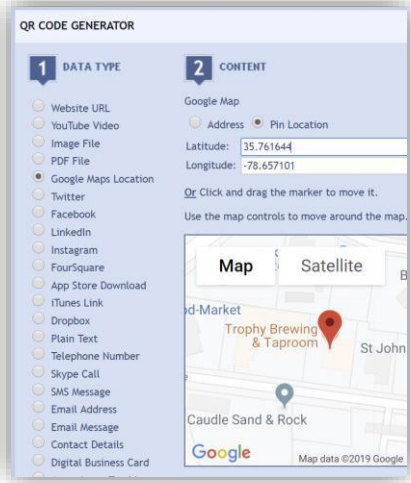 QR CODE GENERATOR
1 DATA TYPE
Website URL
YouTube Video
Image File
PDF File
Google Maps Location
Twitter
Facebook
LinkedIn
Instagram
FourSquare
App Store Download
iTunes Link
Dropbox
Plain Text
Telephone Number
Skype Call
SMS Message
Email Address
Email Message
Contact Details
Digital Business Card
2 CONTENT
Google Map
Address Pin Location
Latitude: 35.761644
Longitude: -78.657101
Or Click and drag the marker to move it.
Use the map controls to move around the map.
Map Satellite
od-Market
Trophy Brewing
& Taproom
St John
Caudle Sand & Rock
Google
Map data ©2019 Google